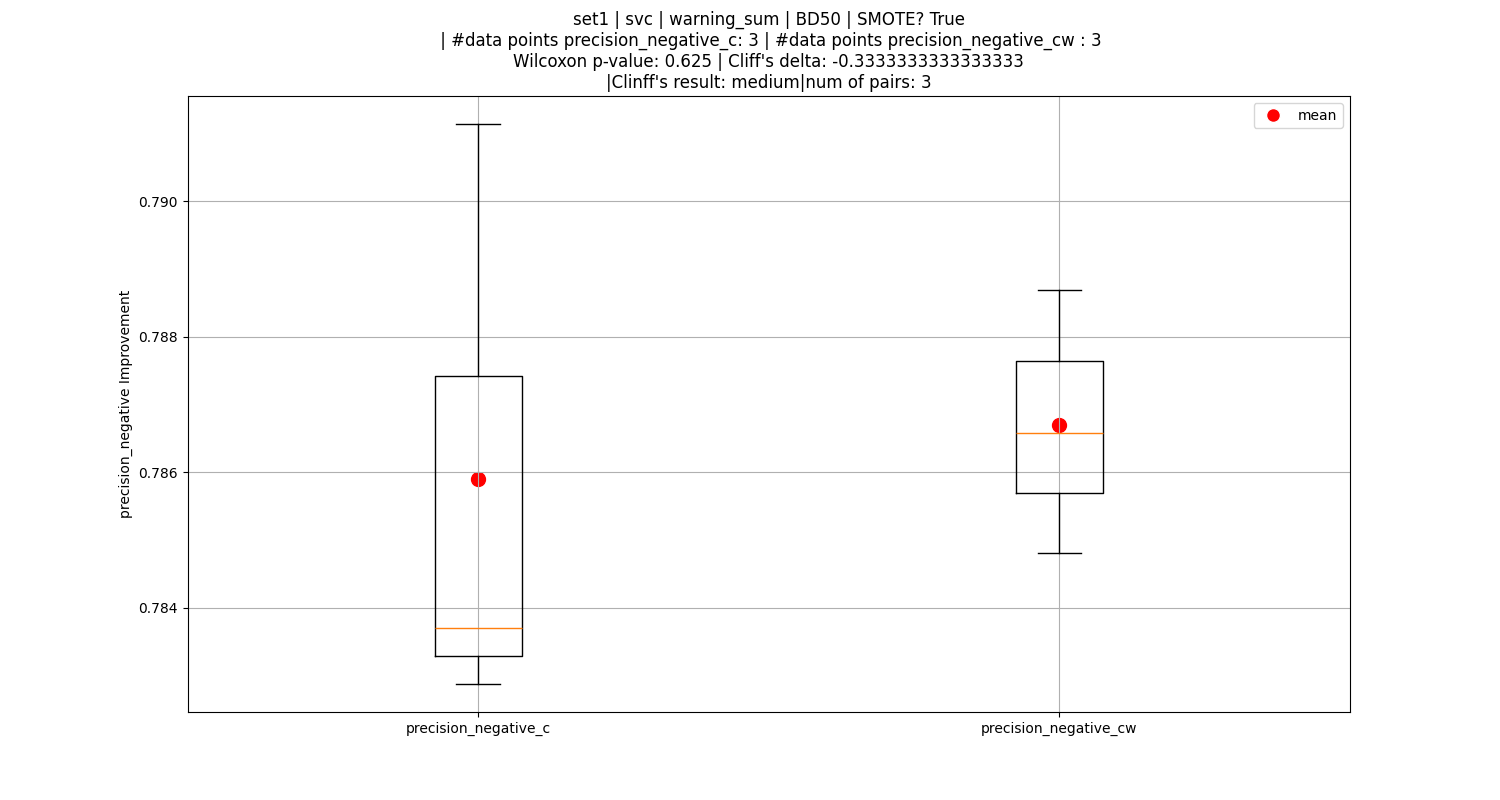 set1 | svc | warning_sum | BD50 | SMOTE? True
| #data points precision_negative_c: 3 | #data points precision_negative_cw : 3
Wilcoxon p-value: 0.625 | Cliff's delta: -0.3333333333333333
|Clinff's result: medium|num of pairs: 3
mean
0.790
0.788
0.786
0.784
precision_negative Improvement
precision_negative_c
precision_negative_cw